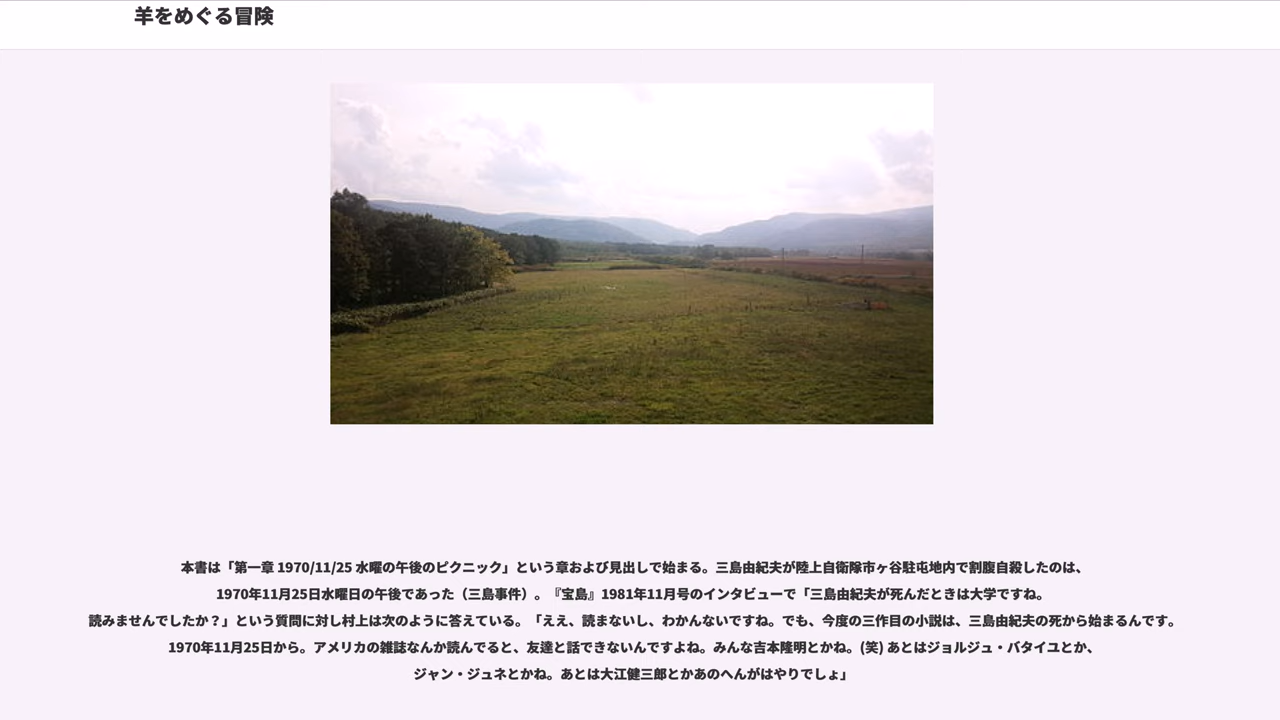 羊をめぐる冒険
本書は「第一章 1970/11/25 水曜の午後のピクニック」という章および見出しで始まる。三島由紀夫が陸上自衛隊市ヶ谷駐屯地内で割腹自殺したのは、
1970年11月25日水曜日の午後であった（三島事件）。『宝島』1981年11月号のインタビューで「三島由紀夫が死んだときは大学ですね。
読みませんでしたか？」という質問に対し村上は次のように答えている。「ええ、読まないし、わかんないですね。でも、今度の三作目の小説は、三島由紀夫の死から始まるんです。
1970年11月25日から。アメリカの雑誌なんか読んでると、友達と話できないんですよね。みんな吉本隆明とかね。(笑) あとはジョルジュ・バタイユとか、
ジャン・ジュネとかね。あとは大江健三郎とかあのへんがはやりでしょ」